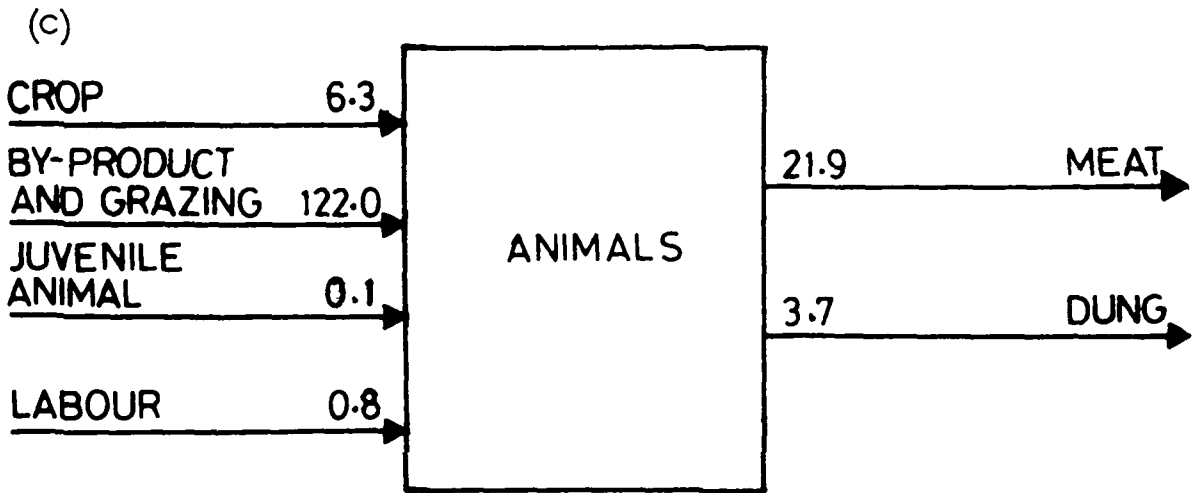 (c)
CROP 6.3
BY-PRODUCT
AND GRAZING 122.0
JUVENILE
ANIMAL 0.1
LABOUR 0.8
ANIMALS
21.9 MEAT
3.7 DUNG